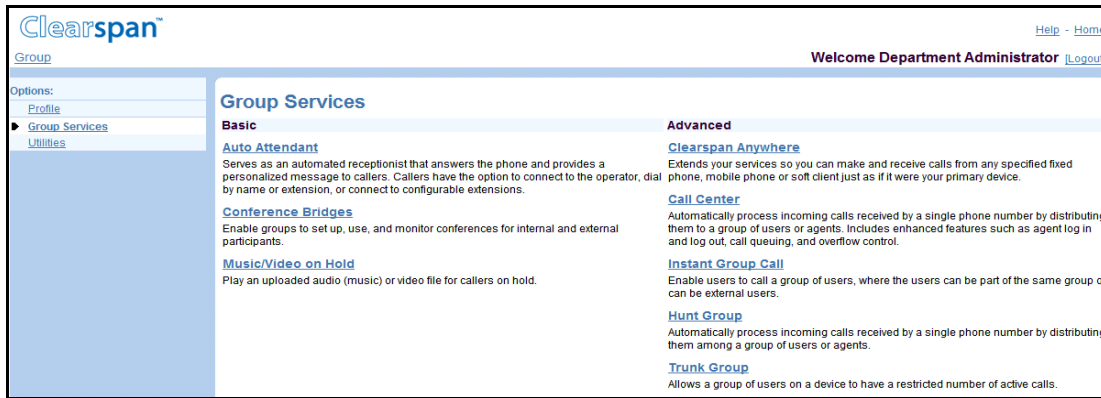 Clearspan™
Help - Home
Group
Welcome Department Administrator [Logout
Options:
Profile
Group Services
Utilities
Group Services
Basic
Auto Attendant
Serves as an automated receptionist that answers the phone and provides a
personalized message to callers. Callers have the option to connect to the operator, dial
by name or extension, or connect to configurable extensions.
Conference Bridges
Enable groups to set up, use, and monitor conferences for internal and external
participants.
Music/Video on Hold
Play an uploaded audio (music) or video file for callers on hold.
Advanced
Clearspan Anywhere
Extends your services so you can make and receive calls from any specified fixed
phone, mobile phone or soft client just as if it were your primary device.
Call Center
Automatically process incoming calls received by a single phone number by distributing
them to a group of users or agents. Includes enhanced features such as agent log in
and log out, call queuing, and overflow control.
Instant Group Call
Enable users to call a group of users, where the users can be part of the same group o
can be external users.
Hunt Group
Automatically process incoming calls received by a single phone number by distributing
them among a group of users or agents.
Trunk Group
Allows a group of users on a device to have a restricted number of active calls.